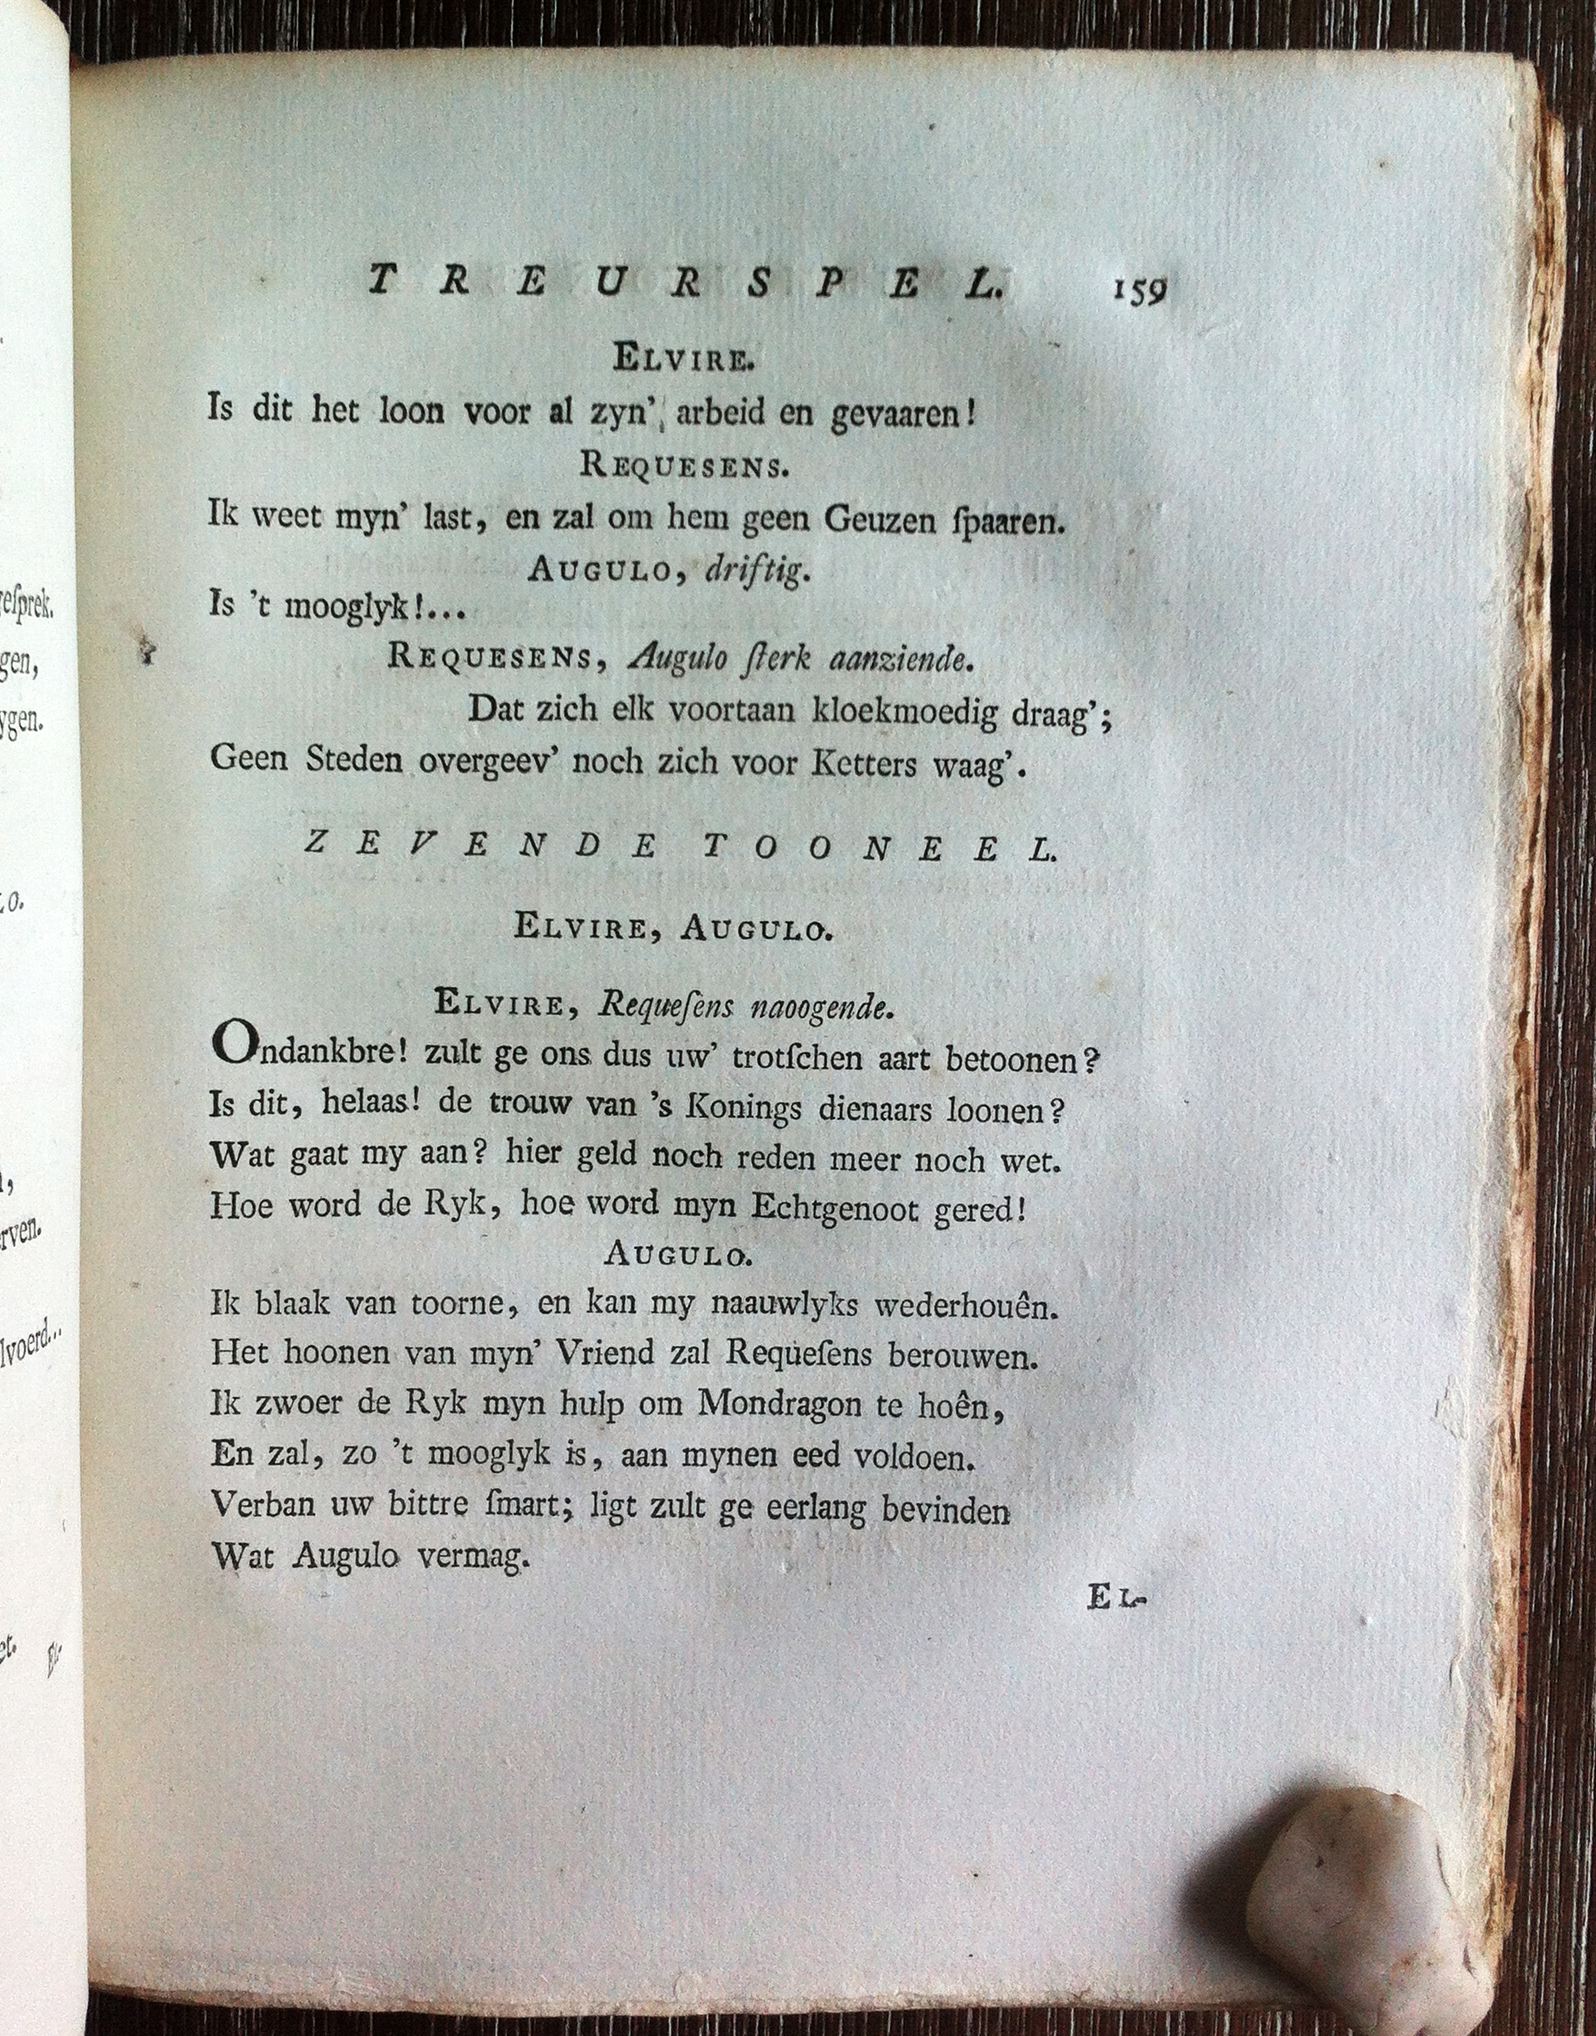 TREURSPEL. 159
ELVIRE.
Is dit het loon voor al zyn' arbeid en gevaaren!
REQUESENS.
Ik weet myn' last, en zal om hem geen Geuzen ſpaaren.
AUGULO, driftig.
Is 't mooglyk!...
REQUESENS, Augulo ſterk aanziende.
Dat zich elk voortaan kloekmoedig draag';
Geen Steden overgeev' noch zich voor Ketters waag'.
ZEVENDE TOONEEL.
ELVIRE, AUGULO.
ELVIRE, Requeſens naoogende.
Ondankbre! zult ge ons dus uw' trotſchen aart betoonen?
Is dit, helaas! de trouw van 's Konings dienaars loonen?
Wat gaat my aan? hier geld noch reden meer noch wet.
Hoe word de Ryk, hoe word myn Echtgenoot gered!
AUGULO.
Ik blaak van toorne, en kan my naauwlyks wederhouên.
Het hoonen van myn' Vriend zal Requeſens berouwen.
Ik zwoer de Ryk myn hulp om Mondragon te hoên,
En zal, zo 't mooglyk is, aan mynen eed voldoen.
Verban uw bittre ſmart; ligt zult ge eerlang bevinden
Wat Augulo vermag.
EL-
eſprek.
gen,
ygen.
LO.
rven.
lvoerd...
et.